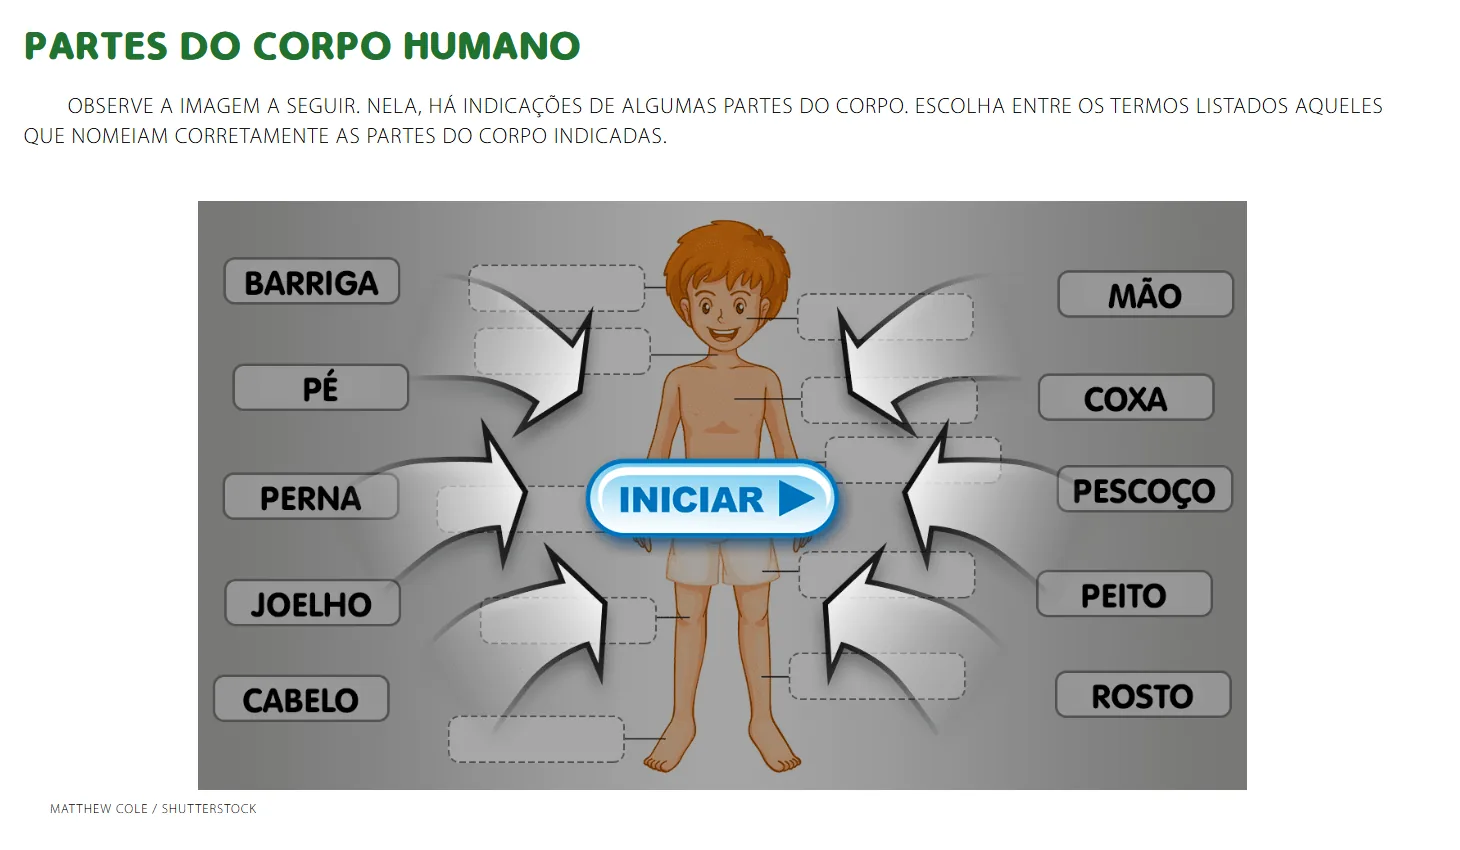 PARTES DO CORPO HUMANO
OBSERVE A IMAGEM A SEGUIR. NELA, HÁ INDICAÇÕES DE ALGUMAS PARTES DO CORPO. ESCOLHA ENTRE OS TERMOS LISTADOS AQUELES
QUE NOMEIAM CORRETAMENTE AS PARTES DO CORPO INDICADAS.
BARRIGA
PÉ
PERNA
JOELHO
CABELO
INICIAR
MÃO
COXA
PESCOÇO
PEITO
ROSTO
MATTHEW COLE / SHUTTERSTOCK